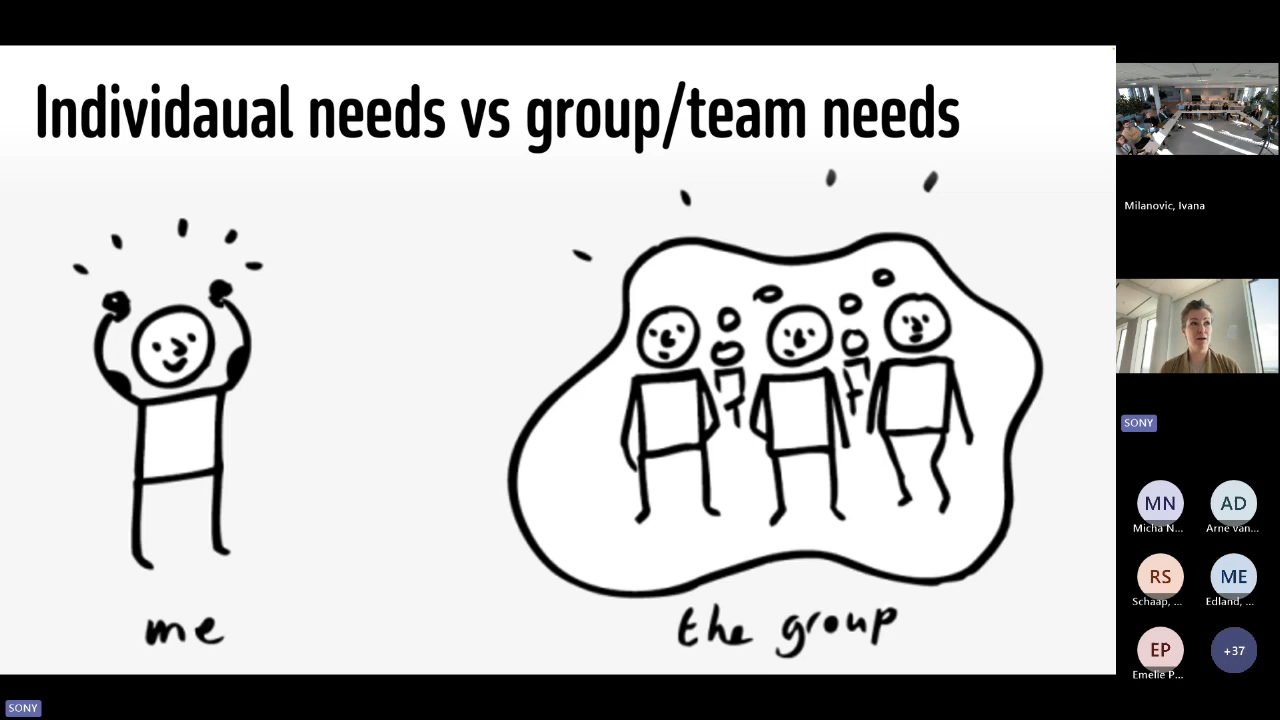 Individaual needs vs group/team needs
me
the group
Milanovic, Ivana
SONY
MN
Micha N...
AD
Arne van...
RS
Schaap, ...
ME
Edland, ...
EP
Emelie P...
+37
SONY